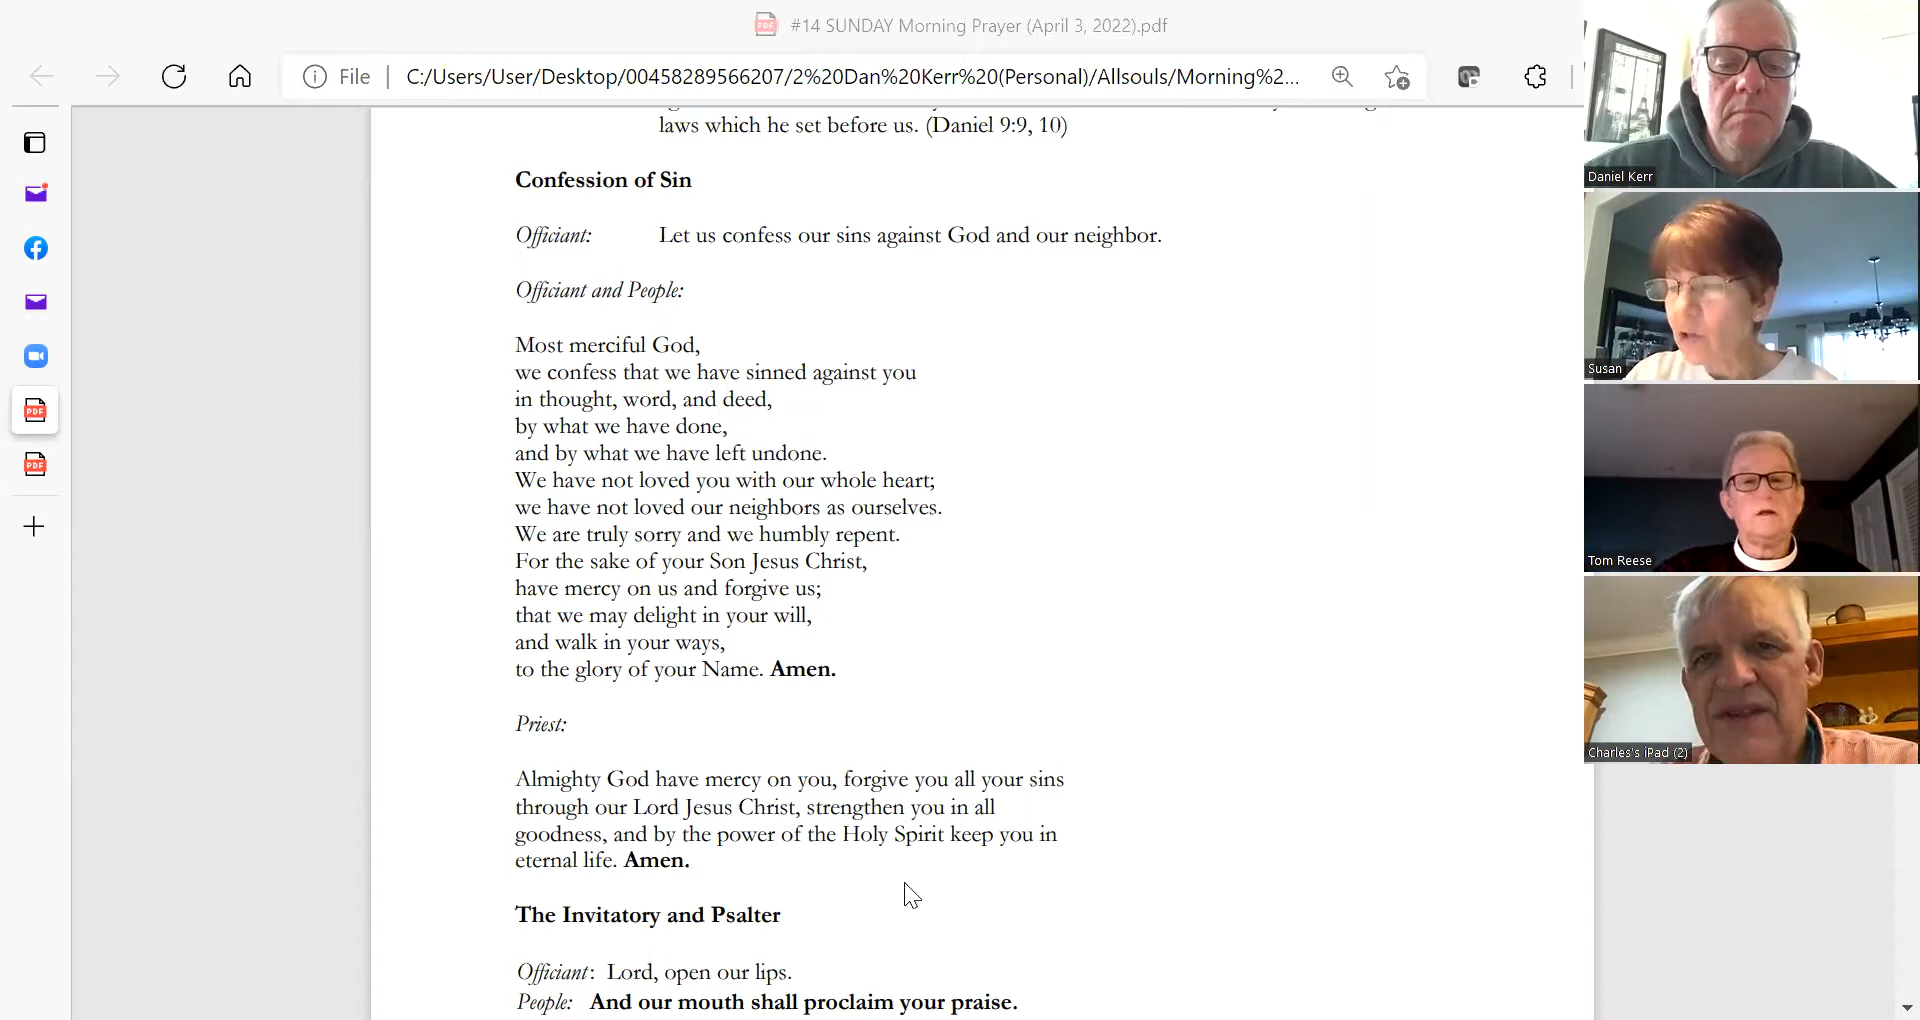 #14 SUNDAY Morning Prayer (April 3, 2022).pdf
File
C:/Users/User/Desktop/00458289566207/2%20Dan%20Kerr%20(Personal)/Allsouls/Morning%2...
laws which he set before us. (Daniel 9:9, 10)
Confession of Sin
Officiant: Let us confess our sins against God and our neighbor.
Officiant and People:
Most merciful God,
we confess that we have sinned against you
in thought, word, and deed,
by what we have done,
and by what we have left undone.
We have not loved you with our whole heart;
we have not loved our neighbors as ourselves.
We are truly sorry and we humbly repent.
For the sake of your Son Jesus Christ,
have mercy on us and forgive us;
that we may delight in your will,
and walk in your ways,
to the glory of your Name. Amen.
Priest:
Almighty God have mercy on you, forgive you all your sins
through our Lord Jesus Christ, strengthen you in all
goodness, and by the power of the Holy Spirit keep you in
eternal life. Amen.
The Invitatory and Psalter
Officiant: Lord, open our lips.
People: And our mouth shall proclaim your praise.
Daniel Kerr
Susan
Tom Reese
Charles's iPad (2)
PDF
PDF
PDF